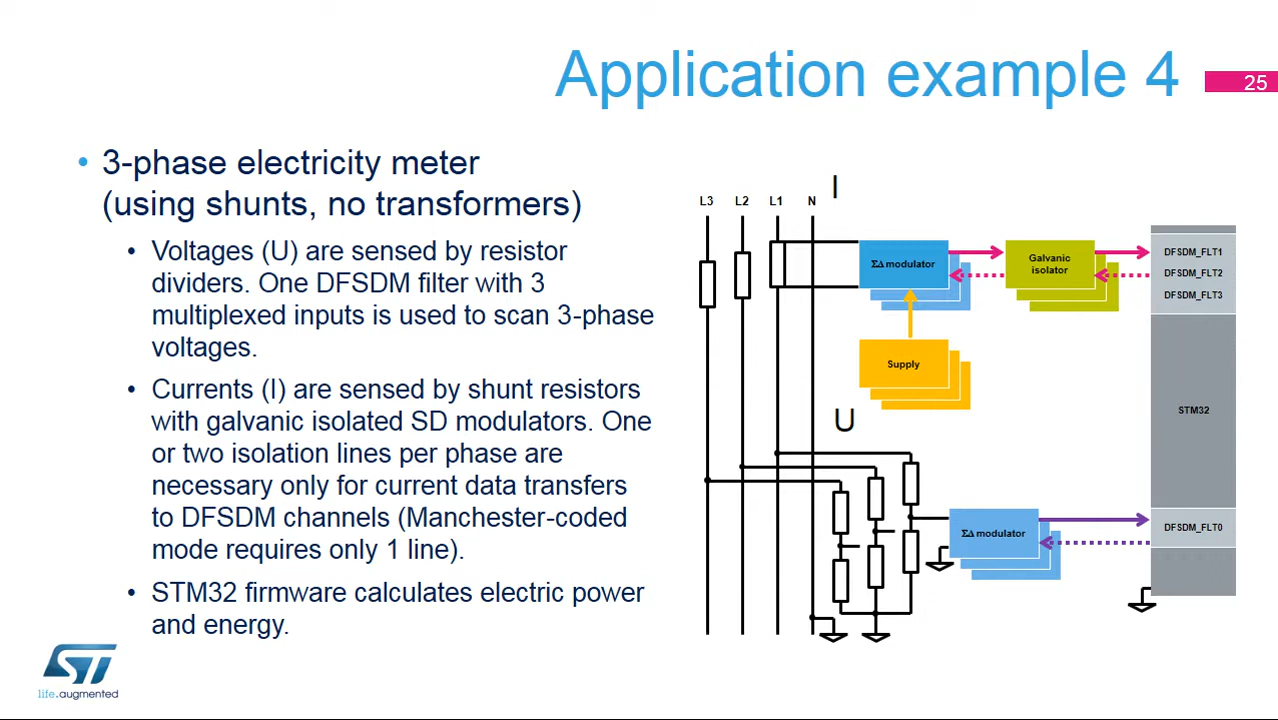 Application example 4
25
• 3-phase electricity meter
(using shunts, no transformers)
• Voltages (U) are sensed by resistor
dividers. One DFSDM filter with 3
multiplexed inputs is used to scan 3-phase
voltages.
• Currents (I) are sensed by shunt resistors
with galvanic isolated SD modulators. One
or two isolation lines per phase are
necessary only for current data transfers
to DFSDM channels (Manchester-coded
mode requires only 1 line).
• STM32 firmware calculates electric power
and energy.
I
L3 L2 L1 N
ΣΔ modulator
Galvanic
isolator
DFSDM_FLT1
DFSDM_FLT2
DFSDM_FLT3
Supply
STM32
U
ΣΔ modulator
DFSDM_FLT0
ST
life.augmented